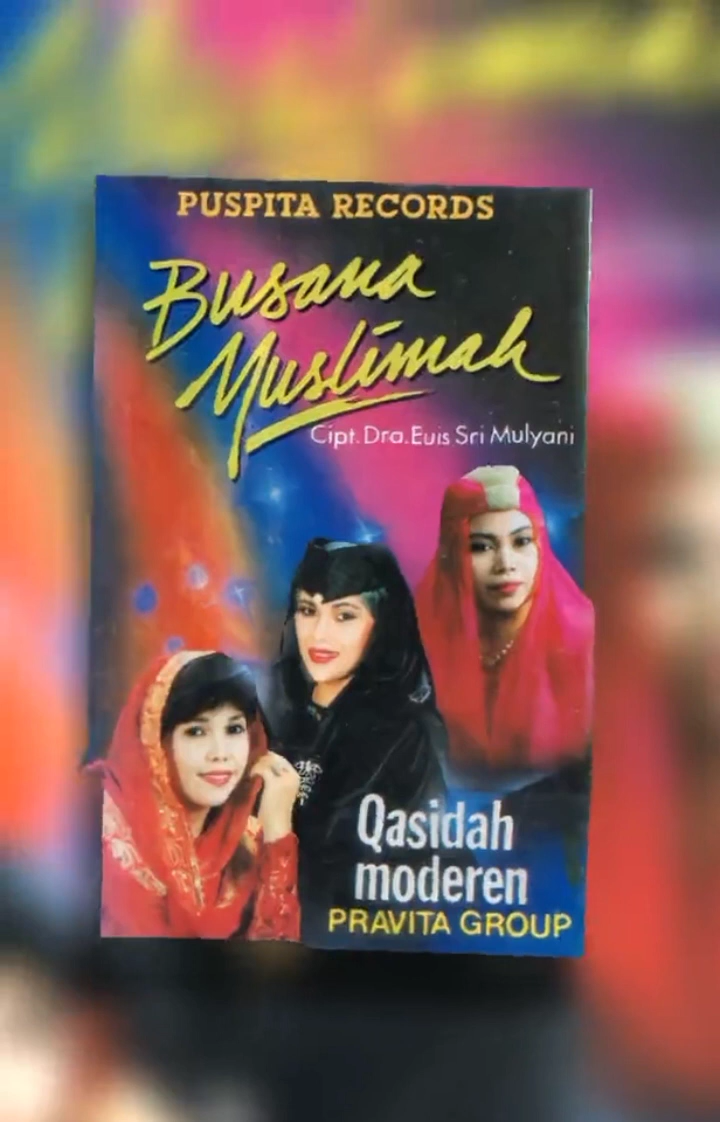 PUSPITA RECORDS
Busana
Muslimah
Cipt. Dra. Euis Sri Mulyani
Qasidah
moderen
PRAVITA GROUP